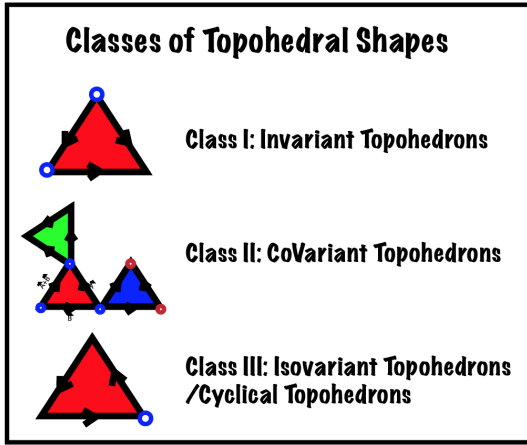 Classes of Topohedral Shapes
Class I: Invariant Topohedrons
Class II: CoVariant Topohedrons
B
Class III: Isovariant Topohedrons
/Cyclical Topohedrons